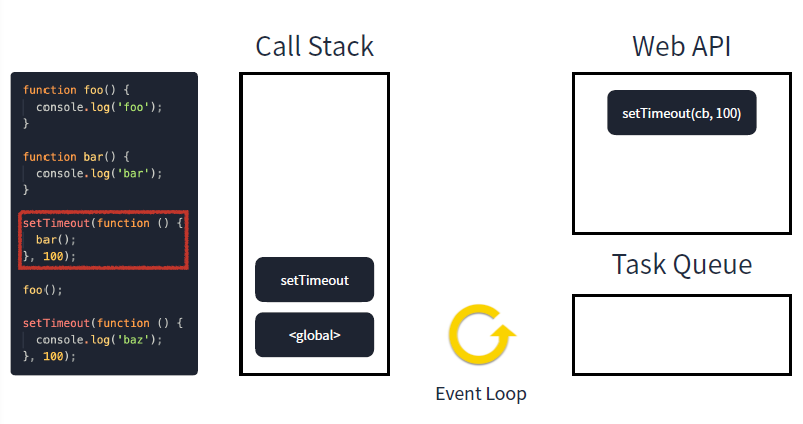 function foo() {
console.log('foo');
}
function bar() {
console.log('bar');
}
setTimeout(function () {
bar();
}, 100);
foo();
setTimeout(function () {
console.log('baz');
}, 100);
Call Stack
setTimeout
<global>
Event Loop
Web API
setTimeout(cb, 100)
Task Queue